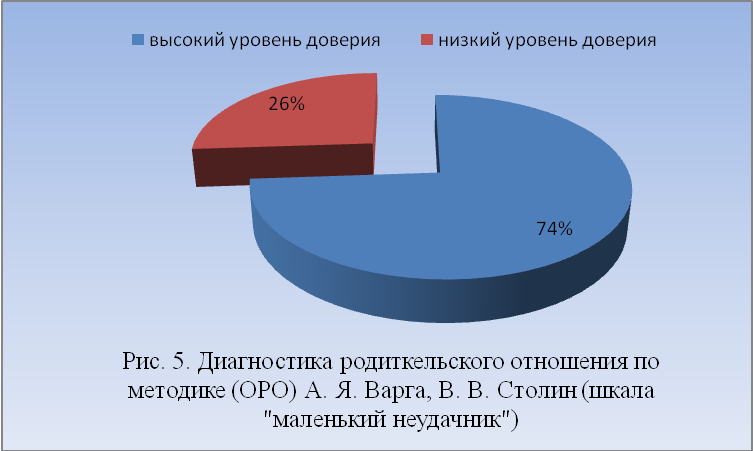 высокий уровень доверия низкий уровень доверия
26%
74%
Рис. 5. Диагностика родиткельского отношения по
методике (ОРО) А. Я. Варга, В. В. Столин (шкала
"маленький неудачник")